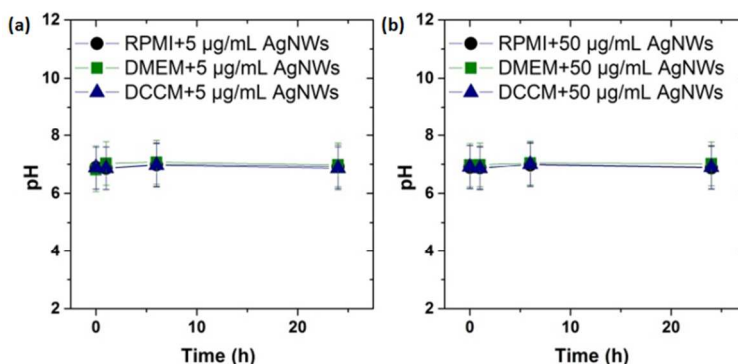 (a)
12
10
8
6
4
2
pH
RPMI+5 µg/mL AgNWs
DMEM+5 µg/mL AgNWs
DCCM+5 µg/mL AgNWs
0 10 20
Time (h)
(b)
12
10
8
6
4
2
pH
RPMI+50 µg/mL AgNWs
DMEM+50 µg/mL AgNWs
DCCM+50 µg/mL AgNWs
0 10 20
Time (h)